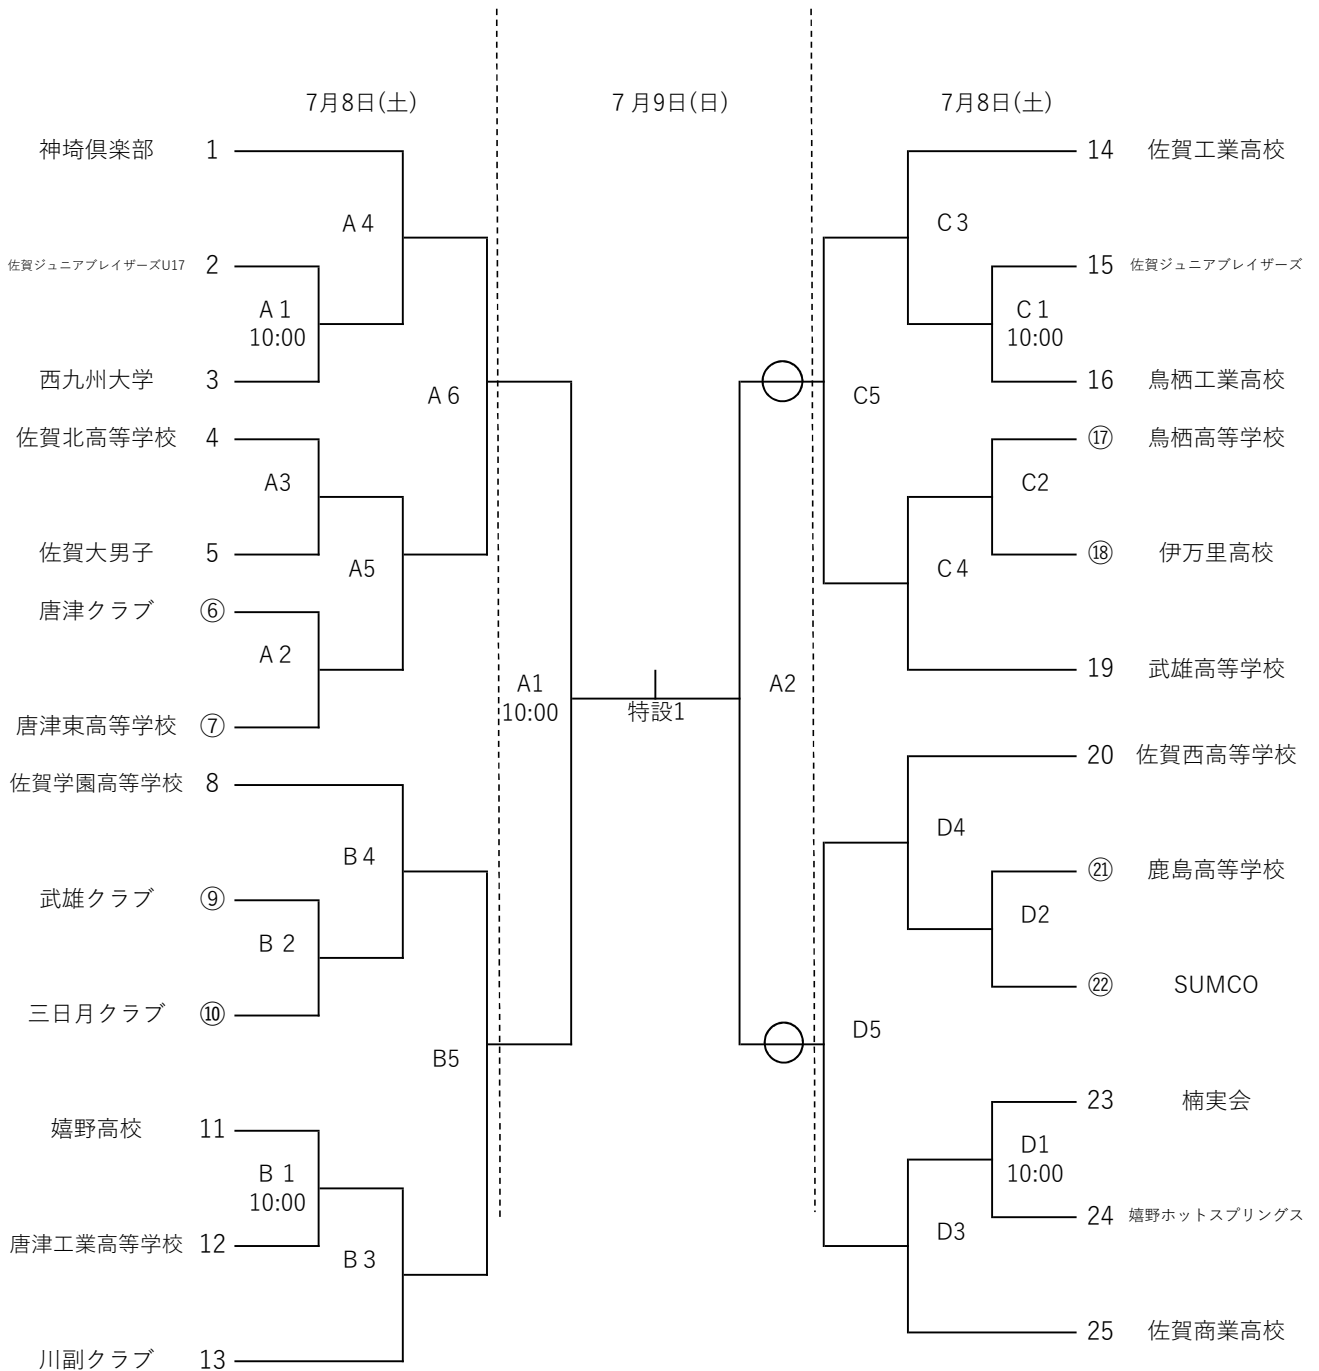 7月8日(土)
7 月9日(日)
7月8日(土)
神埼倶楽部 1
A 4
佐賀ジュニアブレイザーズU17 2
A 1
10:00
西九州大学 3
A 6
佐賀北高等学校 4
A3
佐賀大男子 5
A5
唐津クラブ ⑥
A 2
唐津東高等学校 ⑦
佐賀学園高等学校 8
B 4
武雄クラブ ⑨
B 2
三日月クラブ ⑩
B5
嬉野高校 11
B 1
10:00
唐津工業高等学校 12
B 3
川副クラブ 13
A1
10:00
特設1
A2
14 佐賀工業高校
C 3
15 佐賀ジュニアブレイザーズ
C 1
10:00
16 鳥栖工業高校
C5
⑰ 鳥栖高等学校
C2
⑱ 伊万里高校
C 4
19 武雄高等学校
20 佐賀西高等学校
D4
㉑ 鹿島高等学校
D2
㉒ SUMCO
D5
23 楠実会
D1
10:00
24 嬉野ホットスプリングス
D3
25 佐賀商業高校